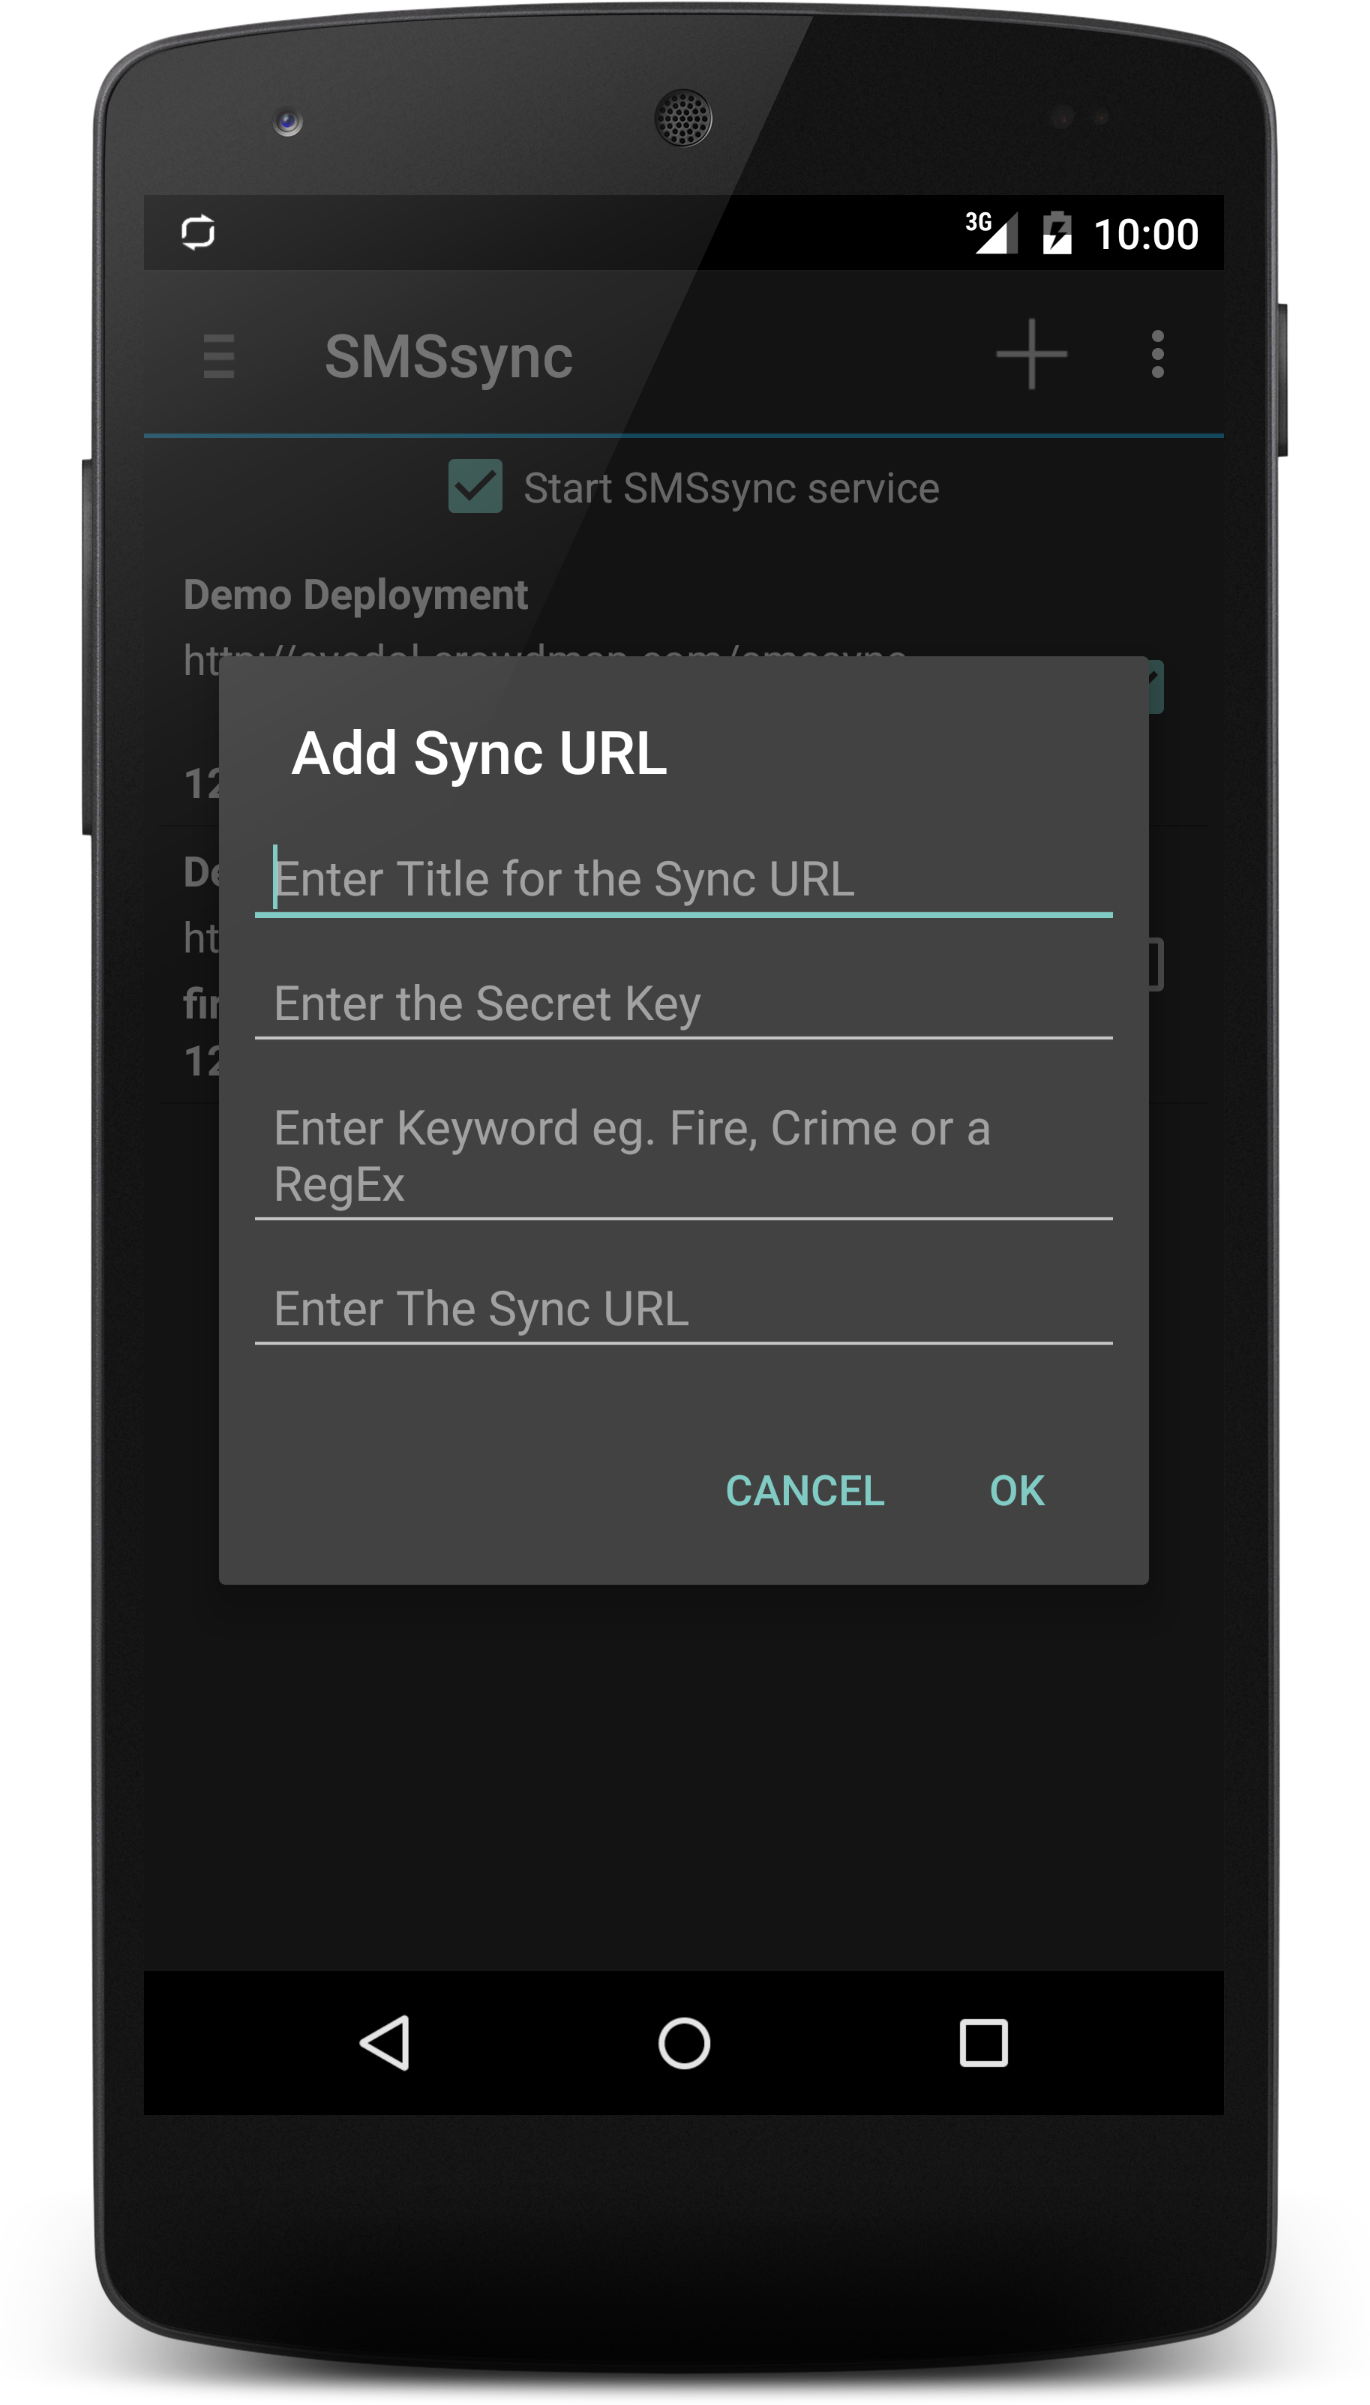 3G 10:00
SMSsync
Start SMSsync service
Demo Deployment
Add Sync URL
12
De
Enter Title for the Sync URL
ht
Enter the Secret Key
12
Enter Keyword eg. Fire, Crime or a
RegEx
Enter The Sync URL
CANCEL OK